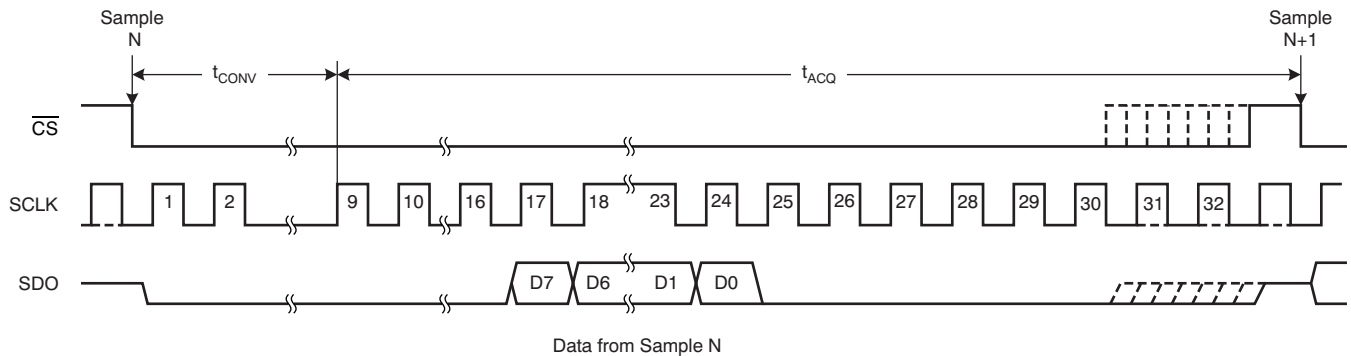 Sample
N
Sample
N+1
tCONV
tACQ
CS
SCLK
1 2 9 10 16 17 18 23 24 25 26 27 28 29 30 31 32
SDO
D7 D6 D1 D0
Data from Sample N